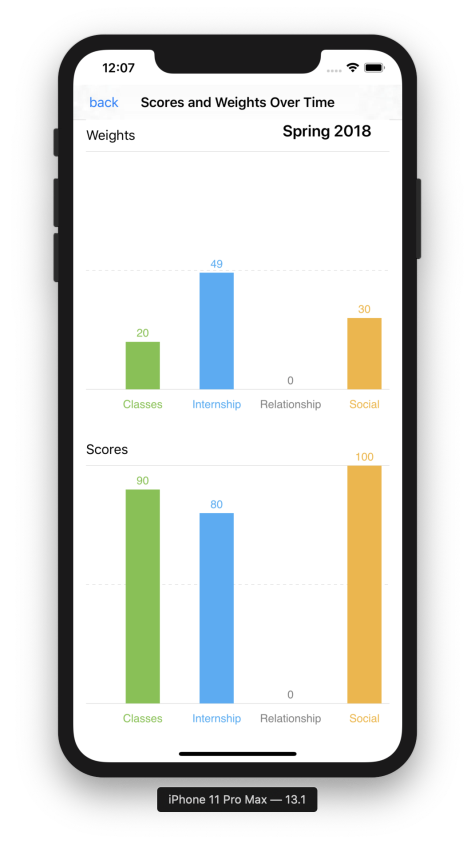 12:07
back Scores and Weights Over Time
Weights Spring 2018
49
30
20
0
Classes Internship Relationship Social
Scores
100
90
80
0
Classes Internship Relationship Social
iPhone 11 Pro Max — 13.1